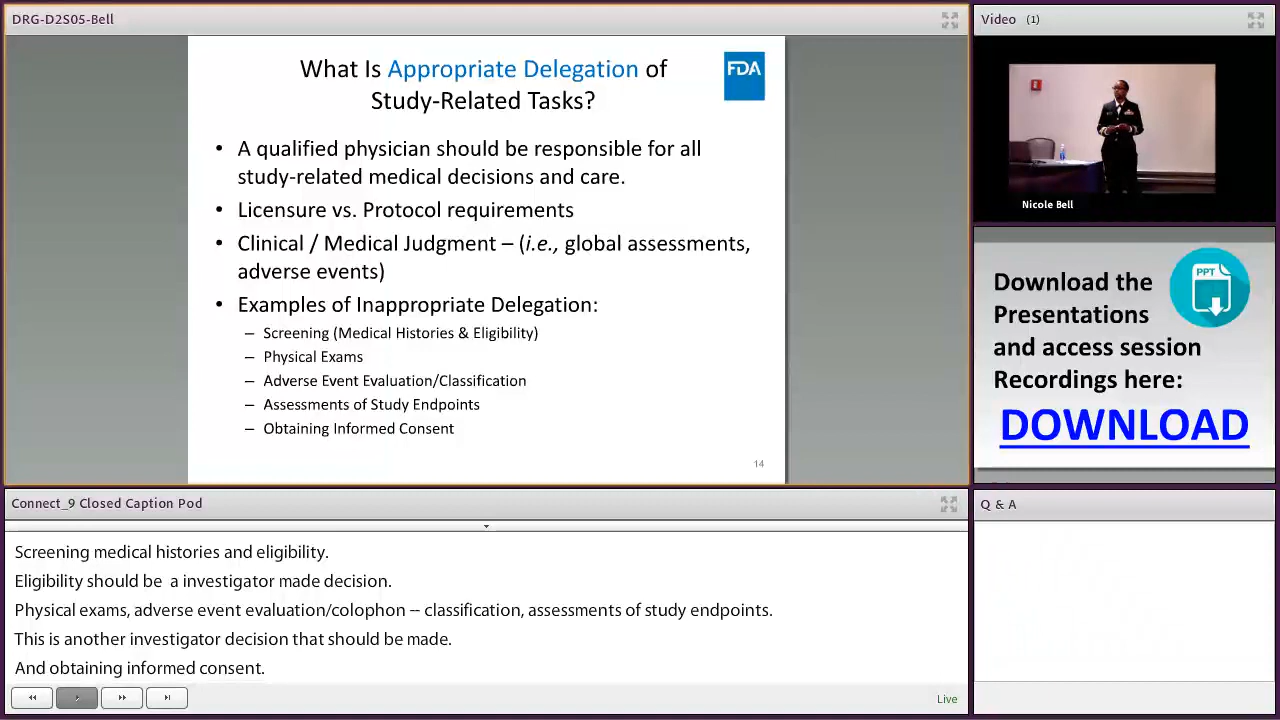 DRG-D2S05-Bell
What Is Appropriate Delegation of
Study-Related Tasks?
FDA
• A qualified physician should be responsible for all
study-related medical decisions and care.
• Licensure vs. Protocol requirements
• Clinical / Medical Judgment – (i.e., global assessments,
adverse events)
• Examples of Inappropriate Delegation:
– Screening (Medical Histories & Eligibility)
– Physical Exams
– Adverse Event Evaluation/Classification
– Assessments of Study Endpoints
– Obtaining Informed Consent
14
Video (1)
Nicole Bell
Download the
Presentations
and access session
Recordings here:
PPT
DOWNLOAD
Connect_9 Closed Caption Pod
Screening medical histories and eligibility.
Eligibility should be  a investigator made decision.
Physical exams, adverse event evaluation/colophon -- classification, assessments of study endpoints.
This is another investigator decision that should be made.
And obtaining informed consent.
Live
Q & A